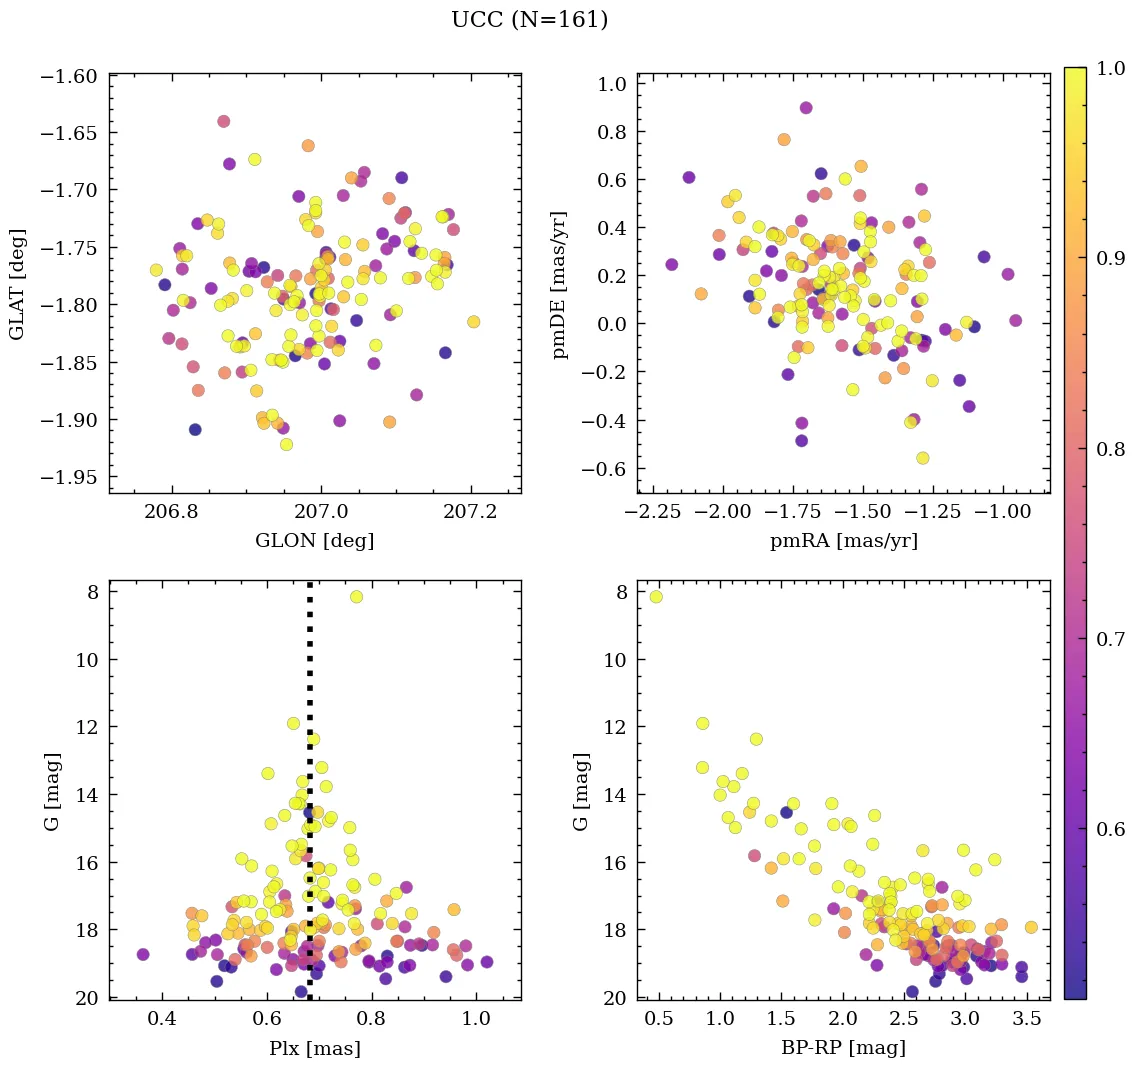 UCC (N=161)
−1.60
−1.65
−1.70
−1.75
−1.80
−1.85
−1.90
−1.95
GLAT [deg]
206.8 207.0 207.2
GLON [deg]
1.0
0.8
0.6
0.4
0.2
0.0
−0.2
−0.4
−0.6
pmDE [mas/yr]
−2.25 −2.00 −1.75 −1.50 −1.25 −1.00
pmRA [mas/yr]
8
10
12
14
16
18
20
G [mag]
0.4 0.6 0.8 1.0
Plx [mas]
8
10
12
14
16
18
20
G [mag]
0.5 1.0 1.5 2.0 2.5 3.0 3.5
BP-RP [mag]
1.0
0.9
0.8
0.7
0.6